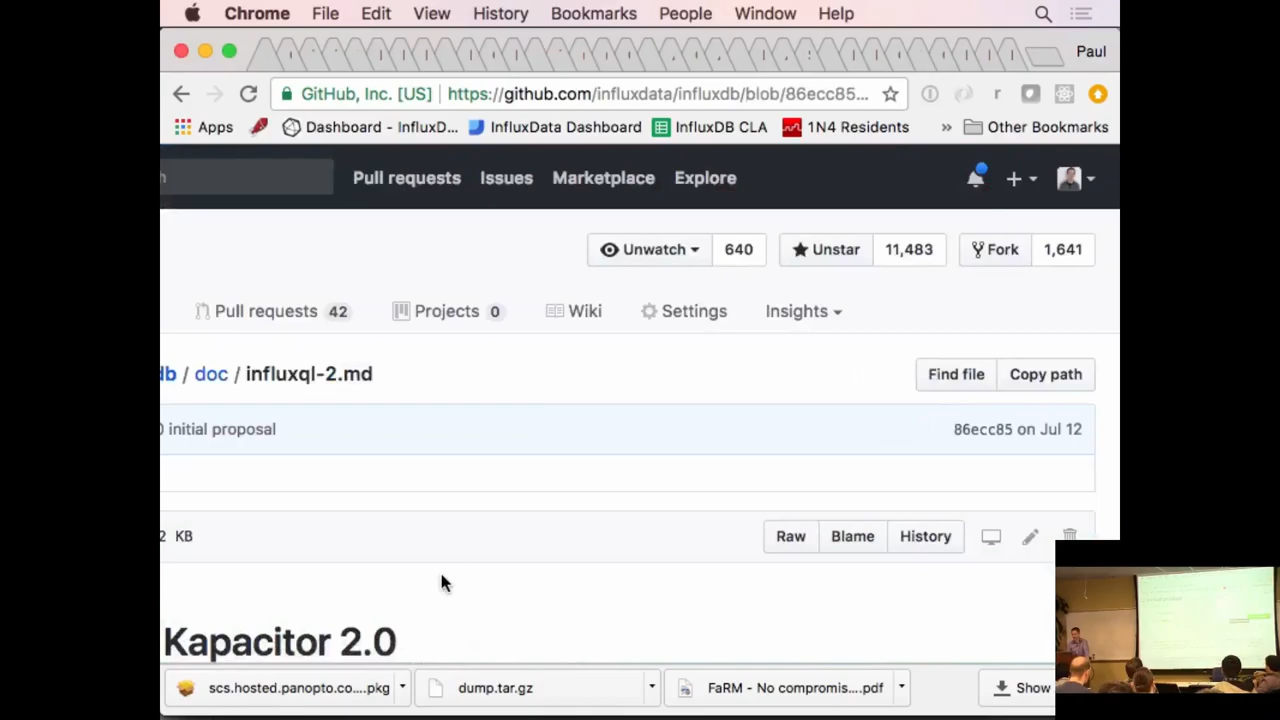 Chrome File Edit View History Bookmarks People Window Help
Paul
GitHub, Inc. [US] https://github.com/influxdata/influxdb/blob/86ecc85...
Apps Dashboard - InfluxD... InfluxData Dashboard InfluxDB CLA 1N4 Residents » Other Bookmarks
h Pull requests Issues Marketplace Explore
Unwatch 640 Unstar 11,483 Fork 1,641
Pull requests 42 Projects 0 Wiki Settings Insights
db / doc / influxql-2.md Find file Copy path
0 initial proposal 86ecc85 on Jul 12
2 KB Raw Blame History
Kapacitor 2.0
scs.hosted.panopto.co....pkg dump.tar.gz FaRM - No compromis....pdf Show